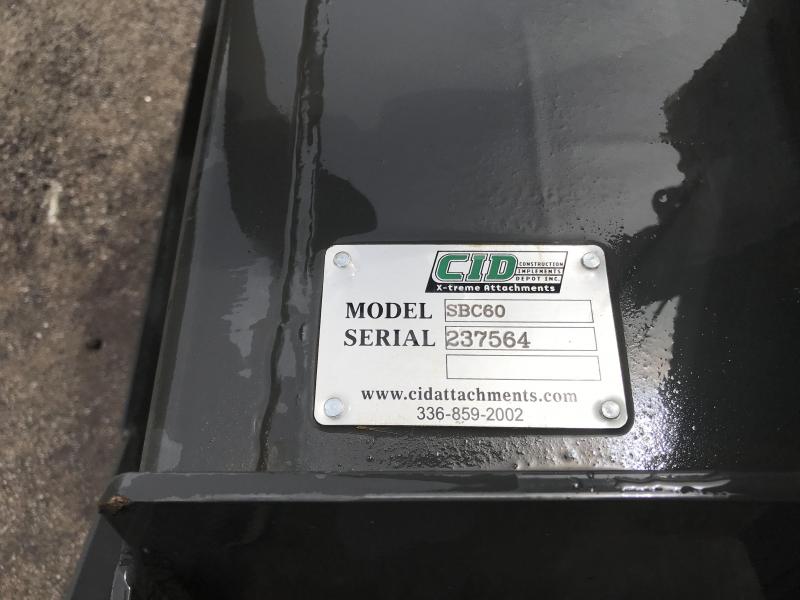 CID CONSTRUCTION
IMPLEMENTS
DEPOT INC.
X-treme Attachments
MODEL SBC60
SERIAL 237564
www.cidattachments.com
336-859-2002